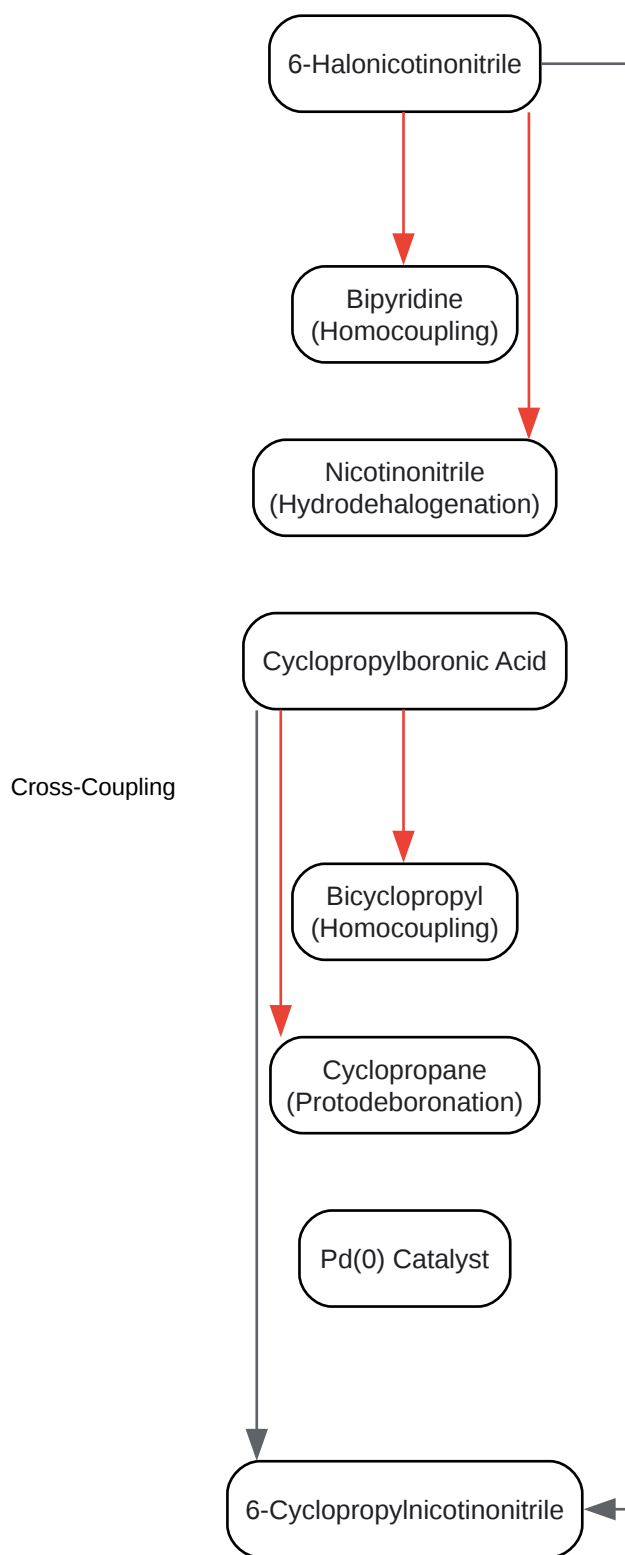 6-Halonicotinonitrile
Bipyridine
(Homocoupling)
Nicotinonitrile
(Hydrodehalogenation)
Cyclopropylboronic Acid
Cross-Coupling
Bicyclopropyl
(Homocoupling)
Cyclopropane
(Protodeboronation)
Pd(0) Catalyst
6-Cyclopropylnicotinonitrile